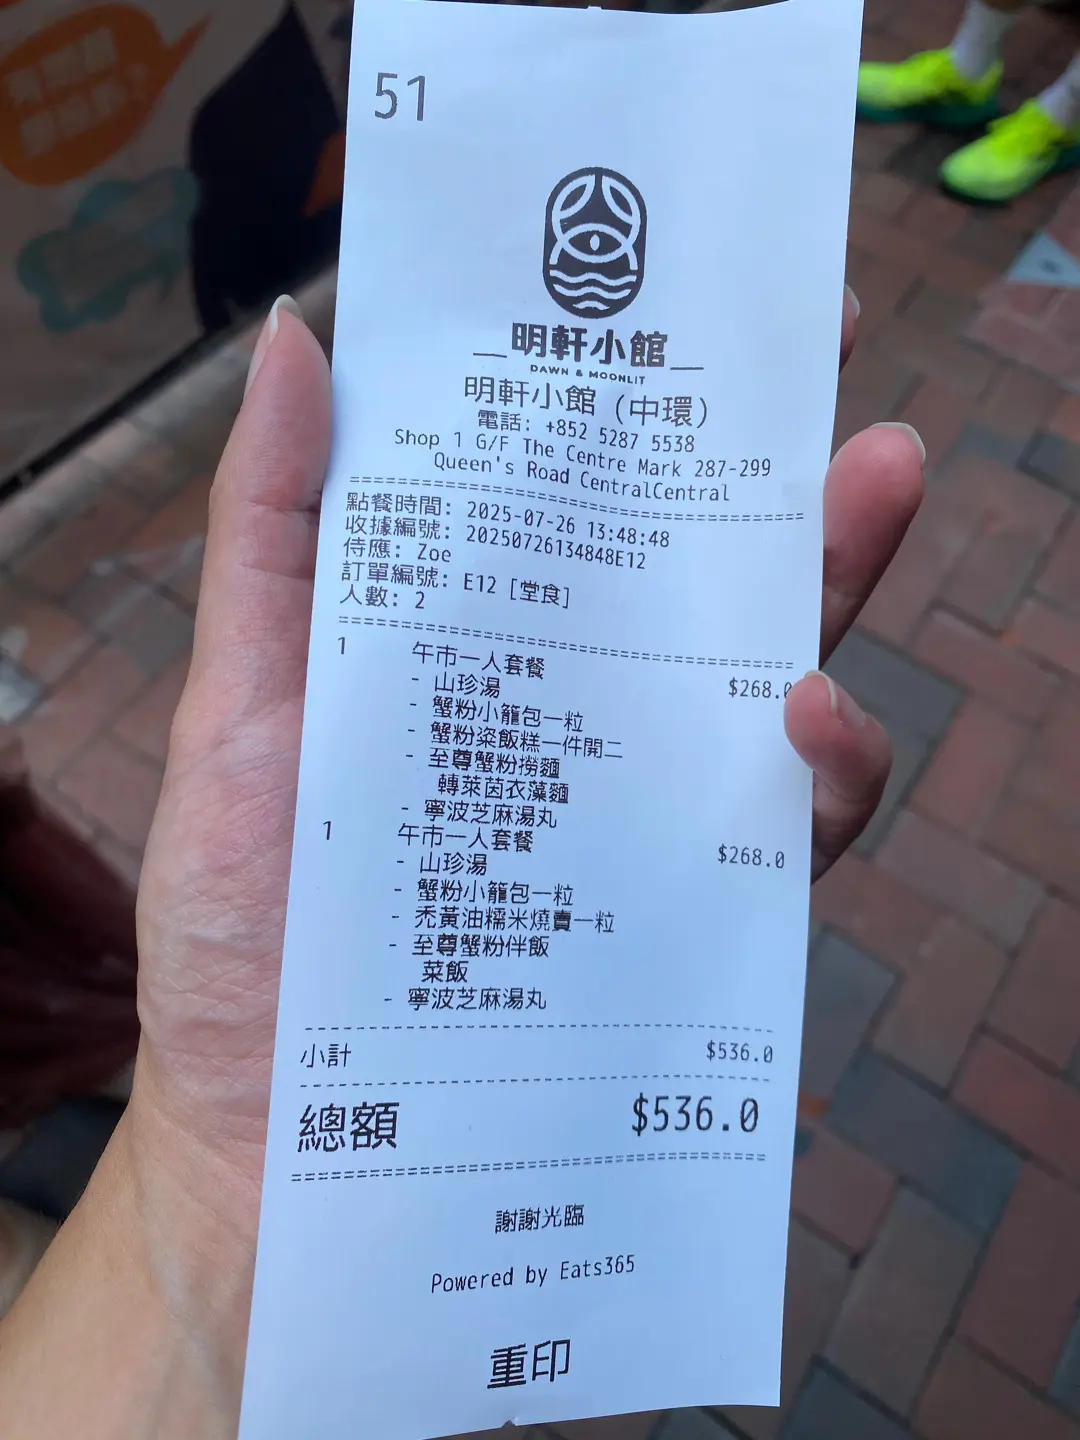 51
明軒小館
DAWN & MOONLIT
明軒小館 (中環)
電話: +852 5287 5538
Shop 1 G/F The Centre Mark 287-299
Queen's Road CentralCentral
點餐時間: 2025-07-26 13:48:48
收據編號: 20250726134848E12
侍應: Zoe
訂單編號: E12 [堂食]
人數: 2
1 午市一人套餐 $268.0
- 山珍湯
- 蟹粉小籠包一粒
- 蟹粉粢飯糕一件開二
- 至尊蟹粉撈麵
轉萊茵衣藻麵
- 寧波芝麻湯丸
1 午市一人套餐 $268.0
- 山珍湯
- 蟹粉小籠包一粒
- 禿黃油糯米燒賣一粒
- 至尊蟹粉伴飯
菜飯
- 寧波芝麻湯丸
小計 $536.0
總額 $536.0
謝謝光臨
Powered by Eats365
重印